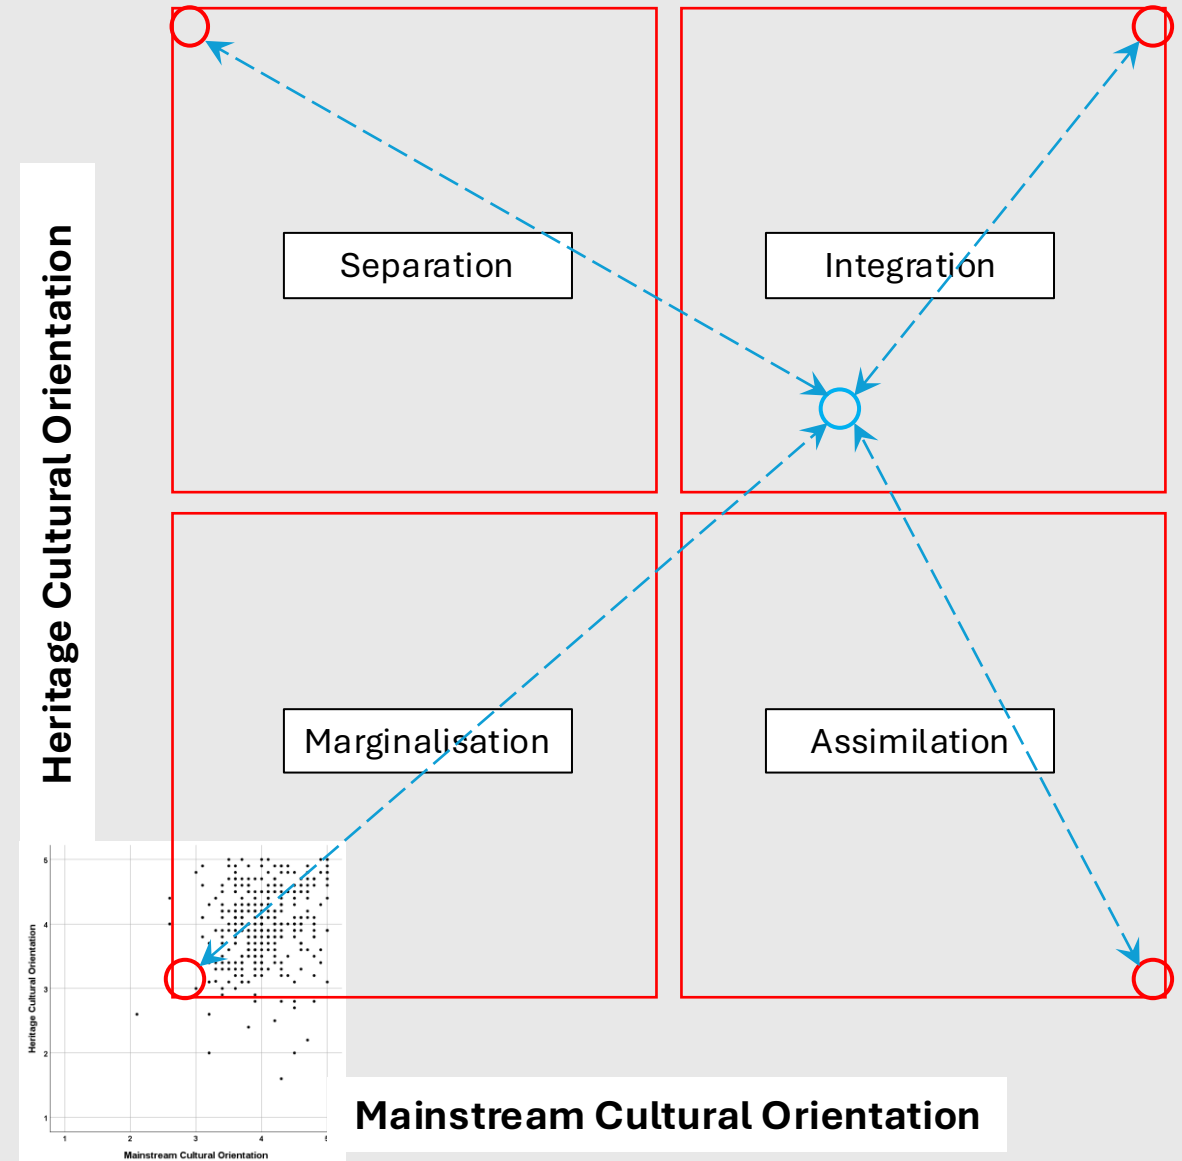 Separation
Integration
Heritage Cultural Orientation
Marginalisation
Assimilation
5
4
3
2
1
Heritage Cultural Orientation
1
2
3
4
5
Mainstream Cultural Orientation
Mainstream Cultural Orientation